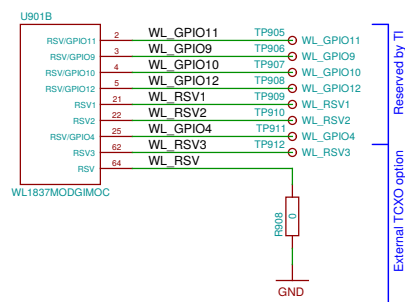 U901B
RSV/GPIO11 2 WL_GPIO11 TP905 WL_GPIO11
RSV/GPIO9 3 WL_GPIO9 TP906 WL_GPIO9
RSV/GPIO10 4 WL_GPIO10 TP907 WL_GPIO10
RSV/GPIO12 5 WL_GPIO12 TP908 WL_GPIO12
RSV1 21 WL_RSV1 TP909 WL_RSV1
RSV2 22 WL_RSV2 TP910 WL_RSV2
RSV/GPIO4 25 WL_GPIO4 TP911 WL_GPIO4
RSV3 62 WL_RSV3 TP912 WL_RSV3
RSV 64 WL_RSV
WL1837MODGIMOC
R908 0
GND
Reserved by TI
External TCXO option